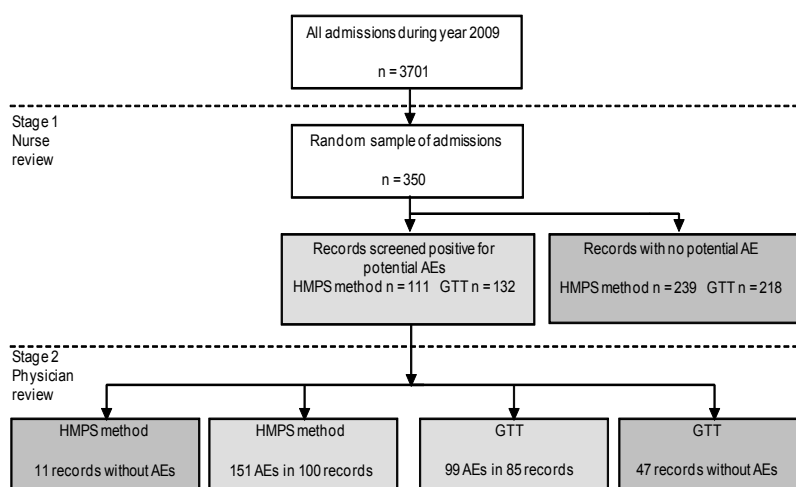 All admissions during year 2009
n = 3701
Stage 1
Nurse
review
Random sample of admissions
n = 350
Records screened positive for
potential AEs
HMPS method n = 111 GTT n = 132
Records with no potential AE
HMPS method n = 239 GTT n = 218
Stage 2
Physician
review
HMPS method
11 records without AEs
HMPS method
151 AEs in 100 records
GTT
99 AEs in 85 records
GTT
47 records without AEs